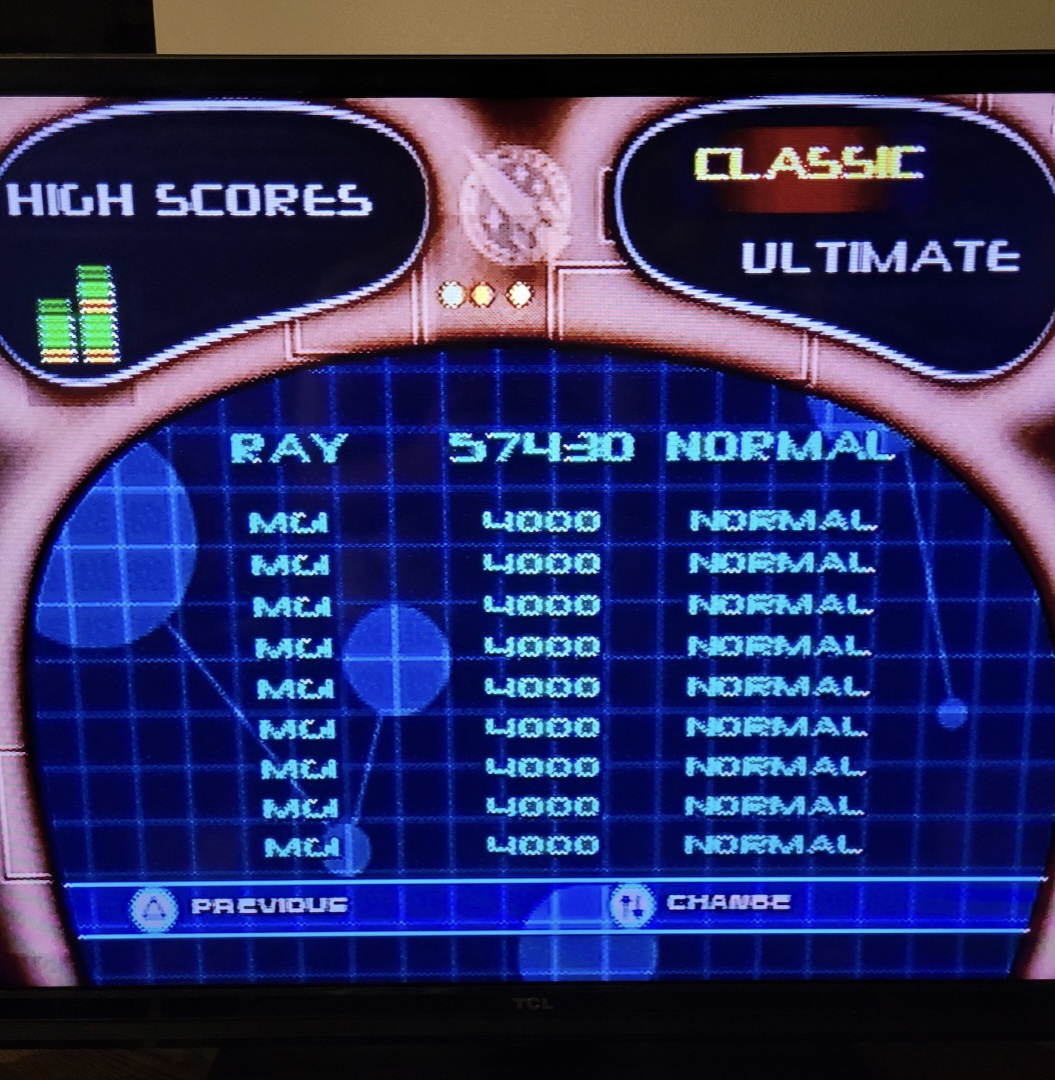 HIGH SCORES
CLASSIC
ULTIMATE
RAY 57430 NORMAL
MGI 4000 NORMAL
MGI 4000 NORMAL
MGI 4000 NORMAL
MGI 4000 NORMAL
MGI 4000 NORMAL
MGI 4000 NORMAL
MGI 4000 NORMAL
MGI 4000 NORMAL
MGI 4000 NORMAL
PREVIOUS CHANGE
TCL